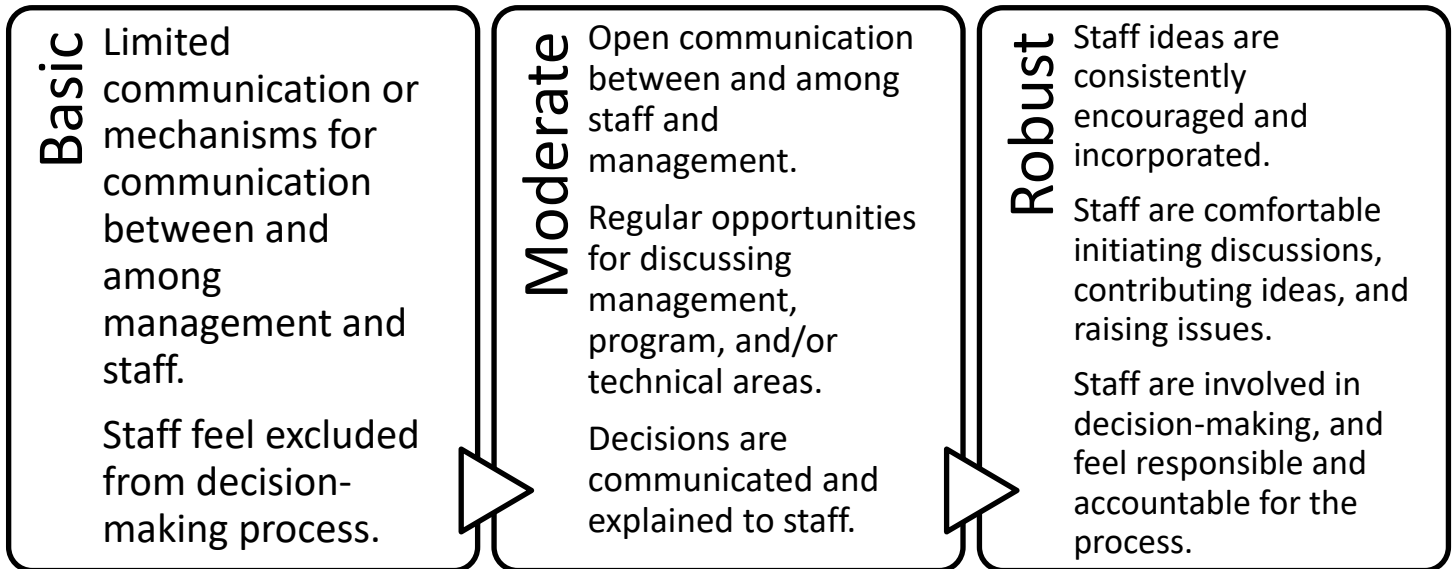 Basic
Limited
communication or
mechanisms for
communication
between and
among
management and
staff.
Staff feel excluded
from decision-
making process.
Moderate
Open communication
between and among
staff and
management.
Regular opportunities
for discussing
management,
program, and/or
technical areas.
Decisions are
communicated and
explained to staff.
Robust
Staff ideas are
consistently
encouraged and
incorporated.
Staff are comfortable
initiating discussions,
contributing ideas, and
raising issues.
Staff are involved in
decision-making, and
feel responsible and
accountable for the
process.